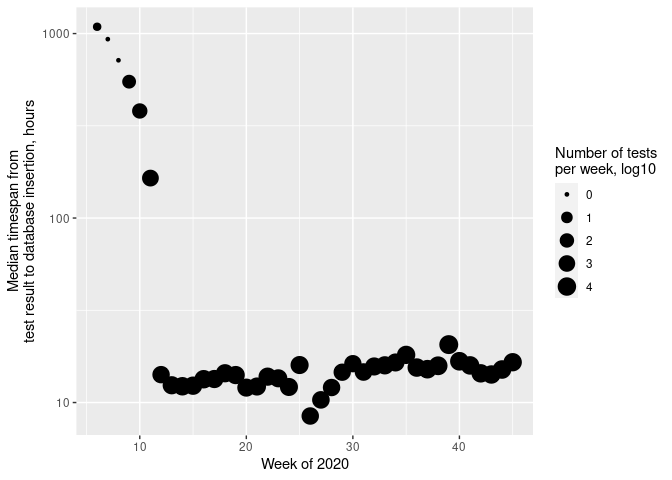 1000
100
10
Median timespan from
test result to database insertion, hours
10
20
30
40
Week of 2020
Number of tests
per week, log10
0
1
2
3
4